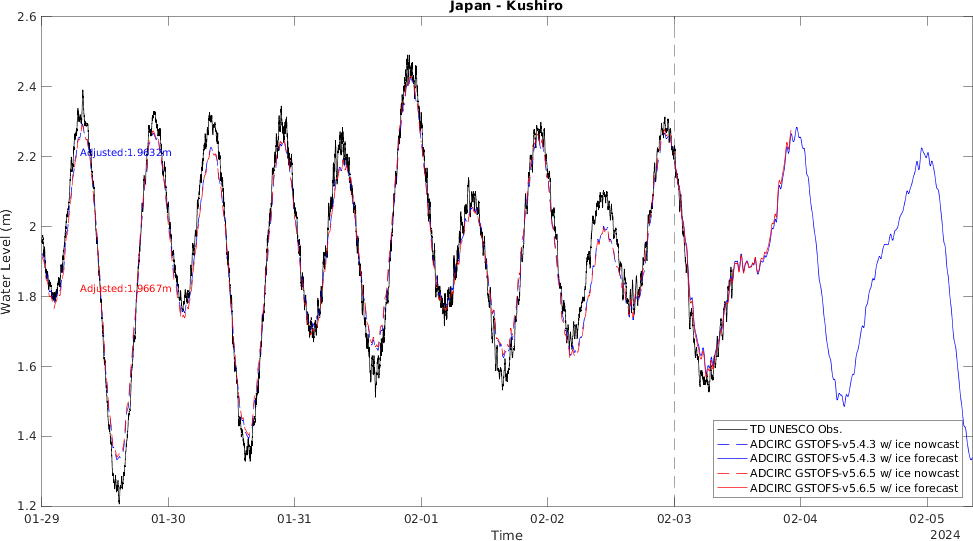 Japan - Kushiro
2.6
2.4
2.2
2
1.8
1.6
1.4
1.2
Water Level (m)
Adjusted:1.9632m
Adjusted:1.9667m
TD UNESCO Obs.
ADCIRC GSTOFS-v5.4.3 w/ ice nowcast
ADCIRC GSTOFS-v5.4.3 w/ ice forecast
ADCIRC GSTOFS-v5.6.5 w/ ice nowcast
ADCIRC GSTOFS-v5.6.5 w/ ice forecast
01-29 01-30 01-31 02-01 02-02 02-03 02-04 02-05
Time
2024